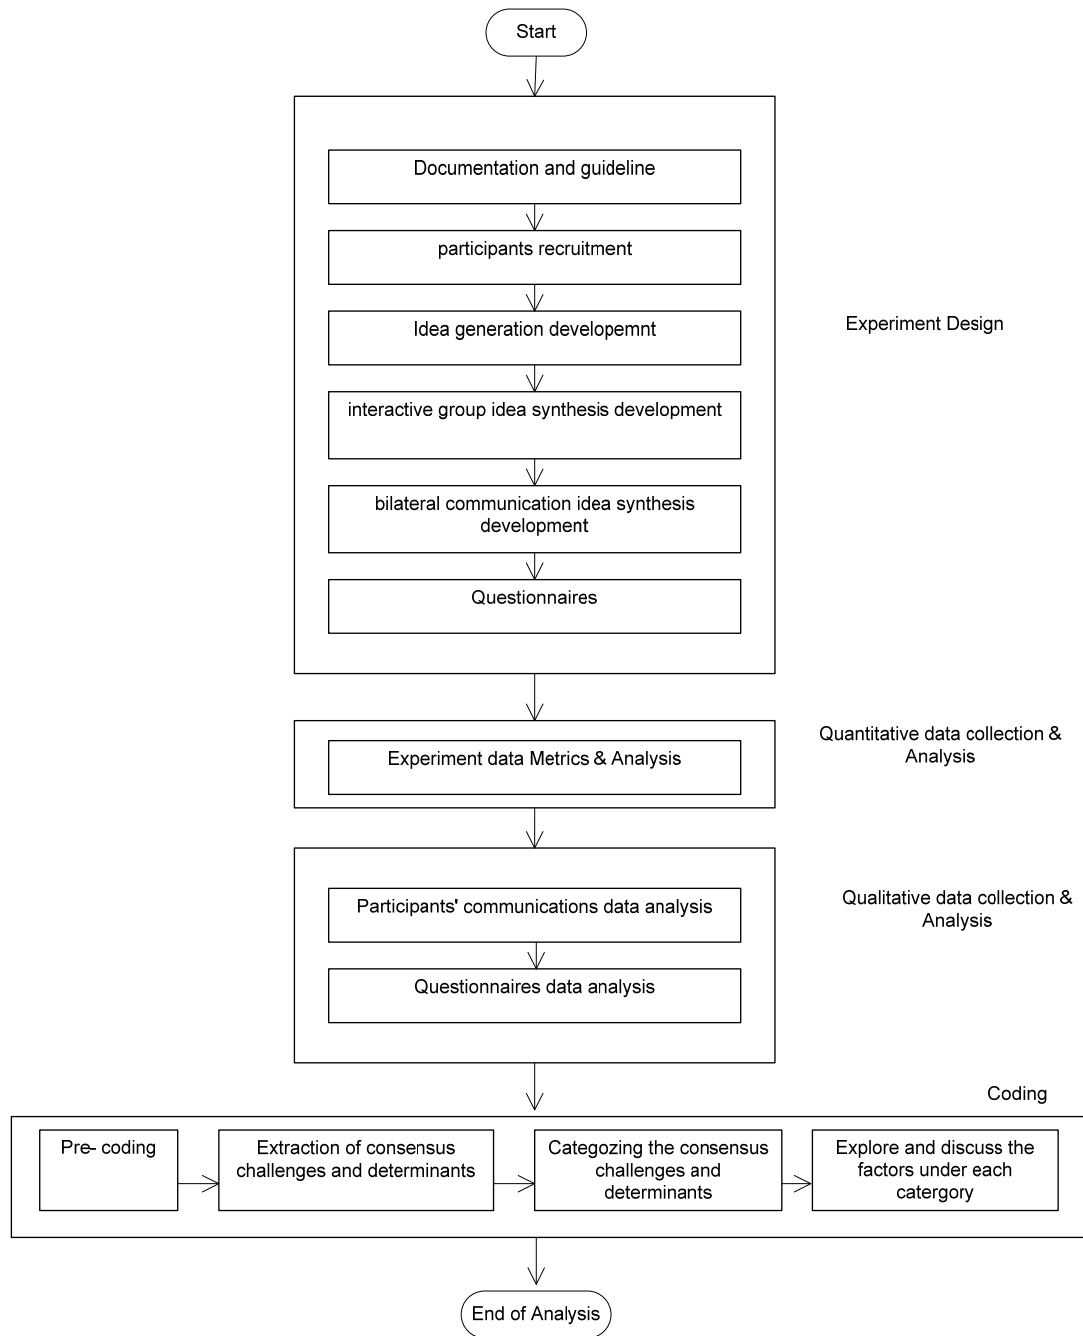 Start
Documentation and guideline
participants recruitment
Idea generation developemnt
Experiment Design
interactive group idea synthesis development
bilateral communication idea synthesis
development
Questionnaires
Quantitative data collection &
Analysis
Experiment data Metrics & Analysis
Qualitative data collection &
Analysis
Participants' communications data analysis
Questionnaires data analysis
Coding
Pre- coding
Extraction of consensus
challenges and determinants
Categozing the consensus
challenges and
determinants
Explore and discuss the
factors under each
catergory
End of Analysis